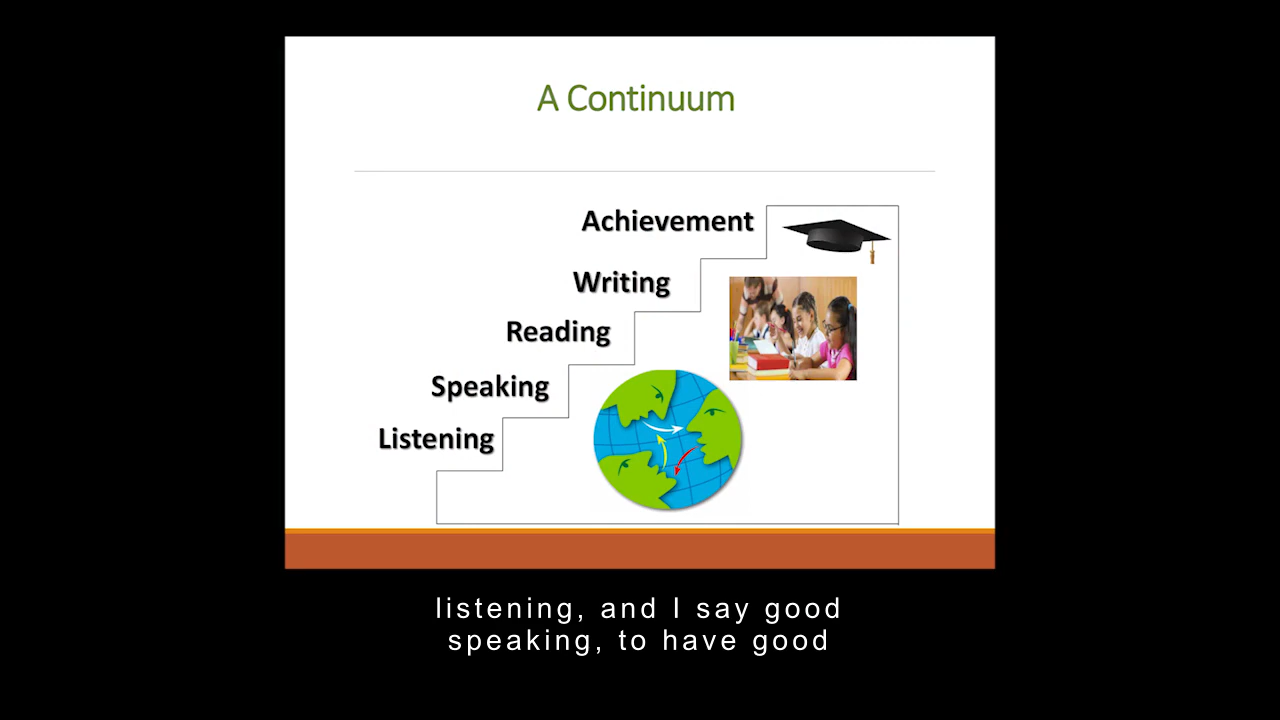 A Continuum
Achievement
Writing
Reading
Speaking
Listening
listening, and I say good
speaking, to have good